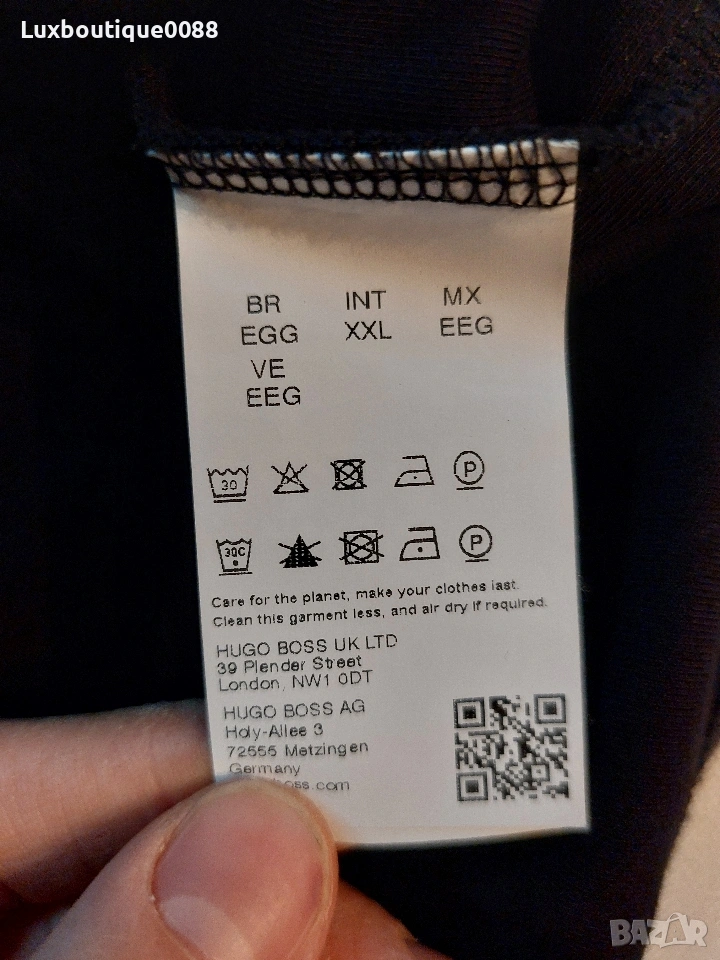 Luxboutique0088
BR INT MX
EGG XXL EEG
VE
EEG
30 P
30C P
Care for the planet, make your clothes last.
Clean this garment less, and air dry if required.
HUGO BOSS UK LTD
39 Plender Street
London, NW1 0DT
HUGO BOSS AG
Holy-Allee 3
72555 Metzingen
Germany
boss.com
BAZAR